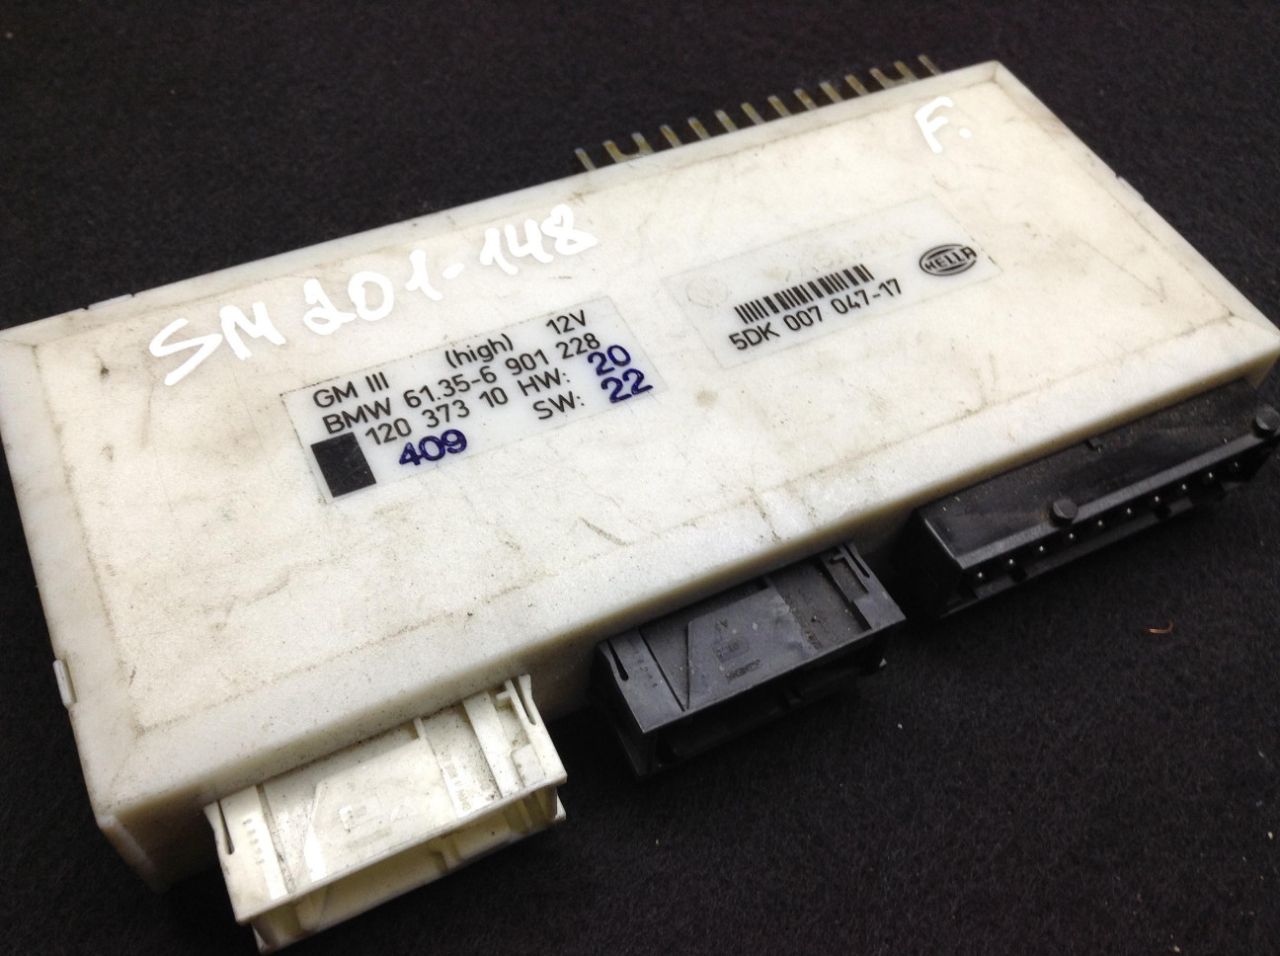 F.
SM 201-148
GM III (high) 12V
BMW 61.35-6 901 228
120 373 10 HW: 20
409 SW: 22
HELLA
5DK 007 047-17